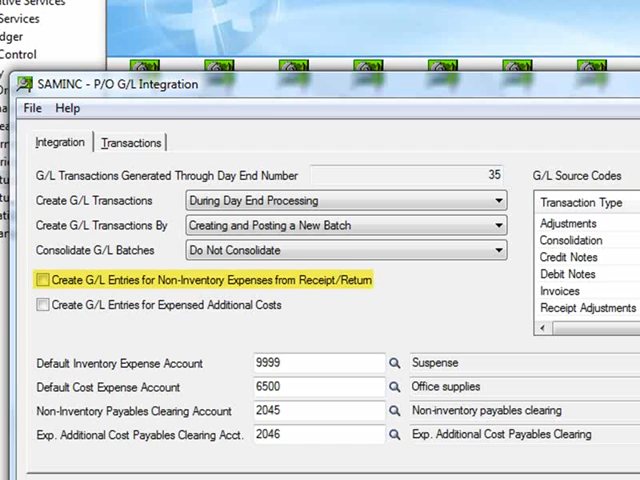 Services
Services
dger
Control
SAMINC - P/O G/L Integration
File Help
Integration Transactions
G/L Transactions Generated Through Day End Number 35
G/L Source Codes
Create G/L Transactions During Day End Processing
Transaction Type
Create G/L Transactions By Creating and Posting a New Batch
Adjustments
Consolidation
Consolidate G/L Batches Do Not Consolidate
Credit Notes
Debit Notes
Create G/L Entries for Non-Inventory Expenses from Receipt/Return
Invoices
Create G/L Entries for Expensed Additional Costs
Receipt Adjustments
Default Inventory Expense Account 9999 Suspense
Default Cost Expense Account 6500 Office supplies
Non-Inventory Payables Clearing Account 2045 Non-inventory payables clearing
Exp. Additional Cost Payables Clearing Acct. 2046 Exp. Additional Cost Payables Clearing